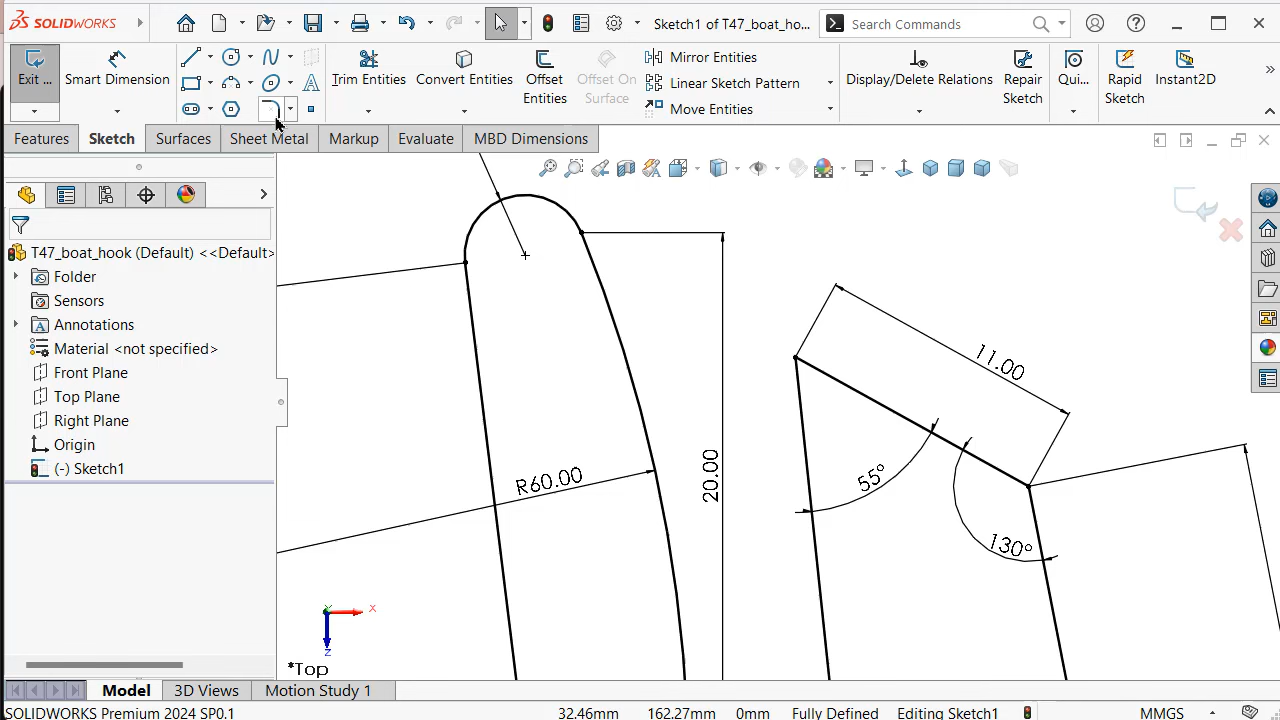 SOLIDWORKS
Sketch1 of T47_boat_ho...
Search Commands
Exit ...
Smart Dimension
Trim Entities
Convert Entities
Offset Entities
Offset On Surface
Mirror Entities
Linear Sketch Pattern
Move Entities
Display/Delete Relations
Repair Sketch
Qui...
Rapid Sketch
Instant2D
Features
Sketch
Surfaces
Sheet Metal
Markup
Evaluate
MBD Dimensions
T47_boat_hook (Default) <<Default>
Folder
Sensors
Annotations
Material <not specified>
Front Plane
Top Plane
Right Plane
Origin
(-) Sketch1
11.00
55°
130°
20.00
R60.00
Y
X
Z
*Top
Model
3D Views
Motion Study 1
SOLIDWORKS Premium 2024 SP0.1
32.46mm
162.27mm
0mm
Fully Defined
Editing Sketch1
MMGS